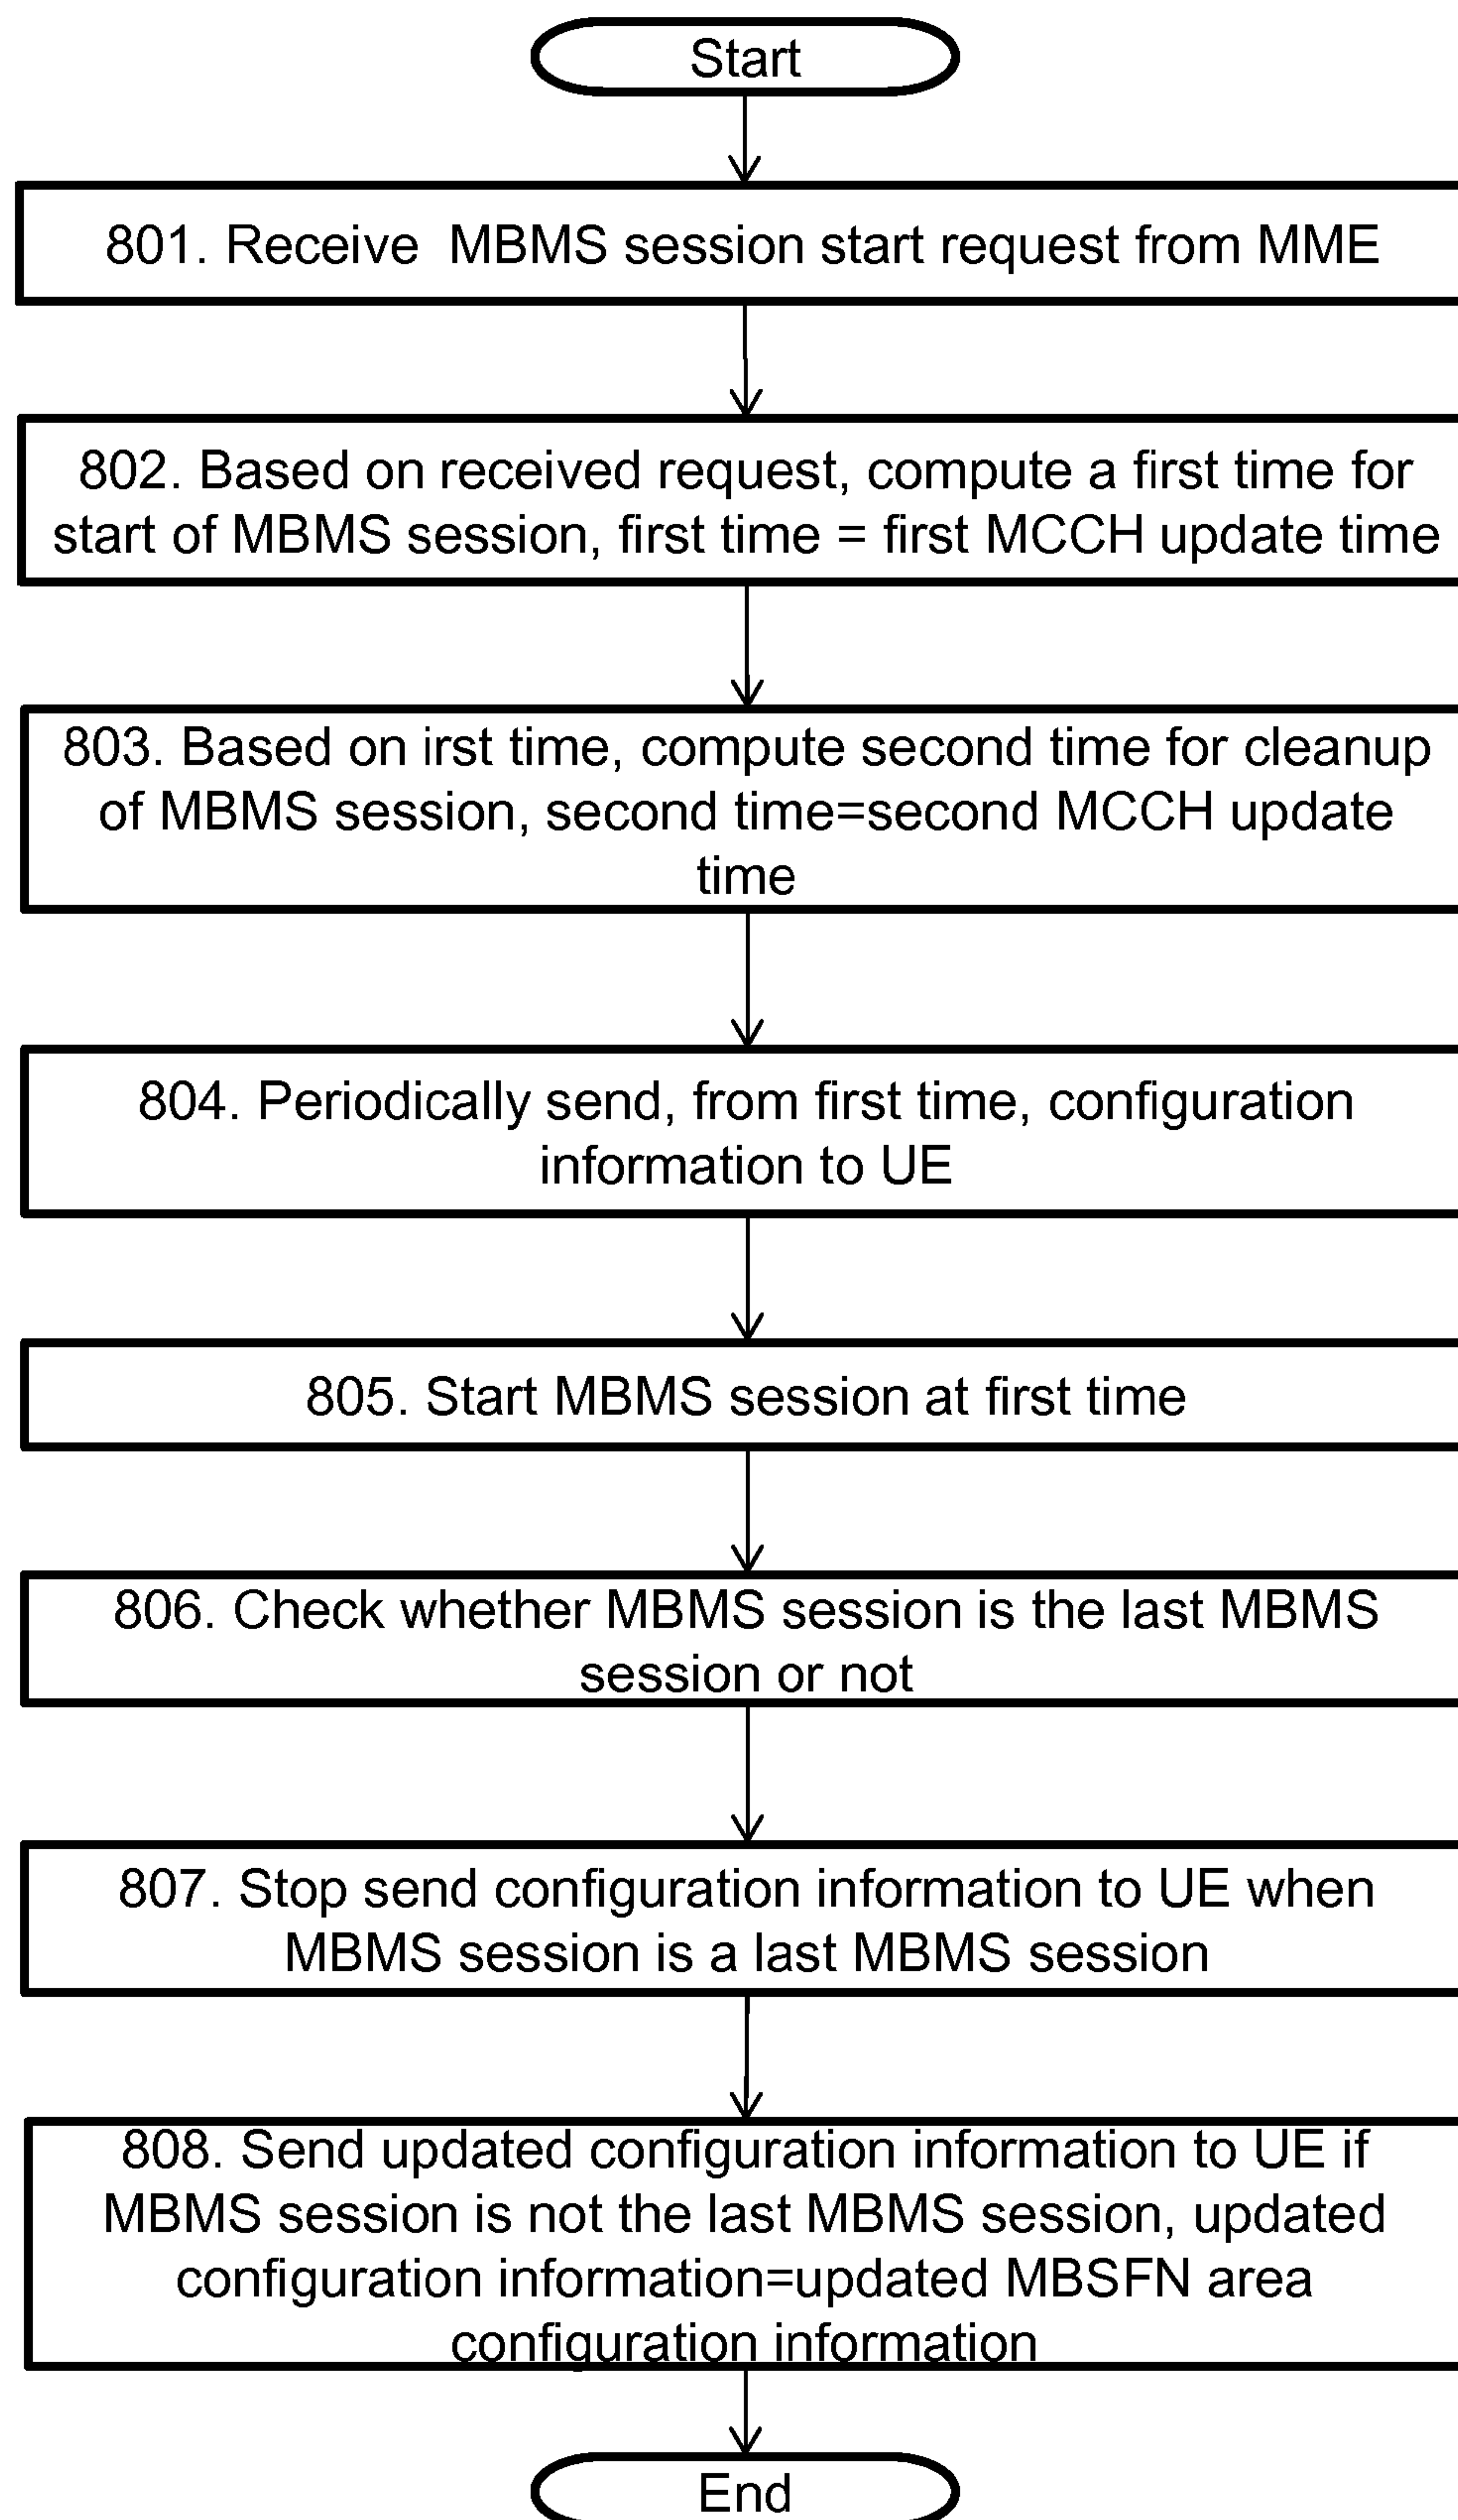 Start
801. Receive MBMS session start request from MME
802. Based on received request, compute a first time for
start of MBMS session, first time = first MCCH update time
803. Based on irst time, compute second time for cleanup
of MBMS session, second time=second MCCH update
time
804. Periodically send, from first time, configuration
information to UE
805. Start MBMS session at first time
806. Check whether MBMS session is the last MBMS
session or not
807. Stop send configuration information to UE when
MBMS session is a last MBMS session
808. Send updated configuration information to UE if
MBMS session is not the last MBMS session, updated
configuration information=updated MBSFN area
configuration information
End